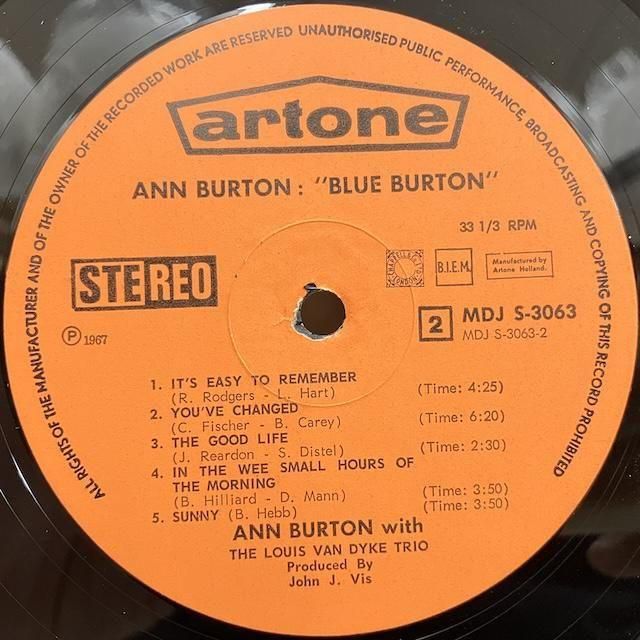 ALL RIGHTS OF THE MANUFACTURER AND OF THE OWNER OF THE RECORDED WORK ARE RESERVED UNAUTHORISED PUBLIC PERFORMANCE, BROADCASTING AND COPYING OF THIS RECORD PROHIBITED
artone
ANN BURTON: "BLUE BURTON"
33 1/3 RPM
STEREO
B.I.E.M.
Manufactured by
Artone Holland.
℗ 1967
2 MDJ S-3063
MDJ S-3063-2
1. IT'S EASY TO REMEMBER
(R. Rodgers - L. Hart) (Time: 4:25)
2. YOU'VE CHANGED
(C. Fischer - B. Carey) (Time: 6:20)
3. THE GOOD LIFE
(J. Reardon - S. Distel) (Time: 2:30)
4. IN THE WEE SMALL HOURS OF
THE MORNING
(B. Hilliard - D. Mann) (Time: 3:50)
5. SUNNY (B. Hebb) (Time: 3:50)
ANN BURTON with
THE LOUIS VAN DYKE TRIO
Produced By
John J. Vis